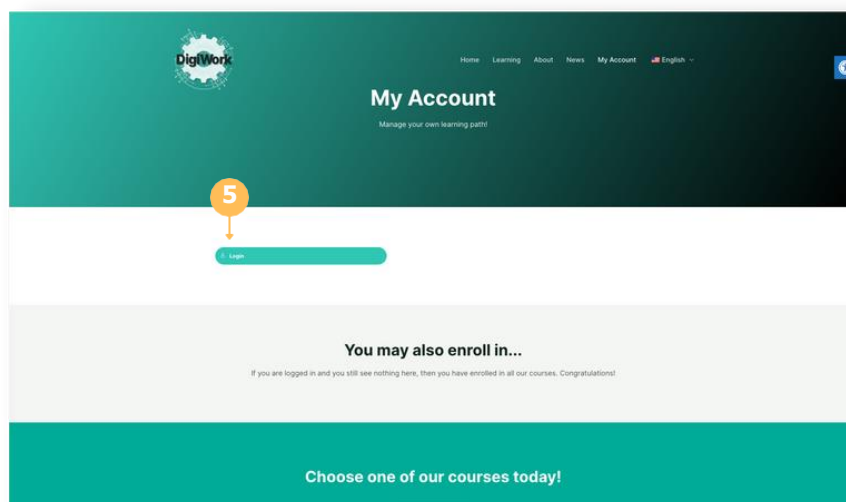 DigiWork
Home Learning About News My Account English
My Account
Manage your own learning path!
5
Login
You may also enroll in...
If you are logged in and you still see nothing here, then you have enrolled in all our courses. Congratulations!
Choose one of our courses today!